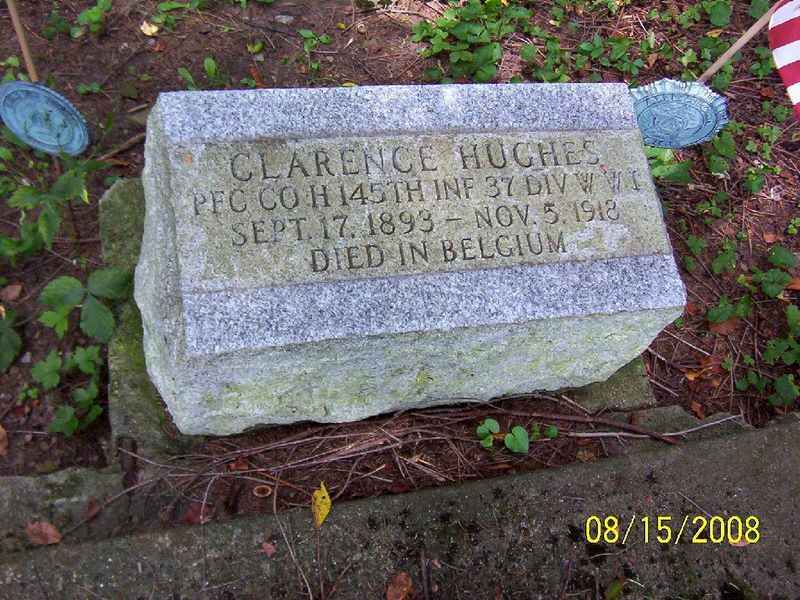 CLARENCE HUGHES
PFC CO H 145TH INF 37 DIV W W I
SEPT. 17. 1893 – NOV. 5. 1918
DIED IN BELGIUM
08/15/2008